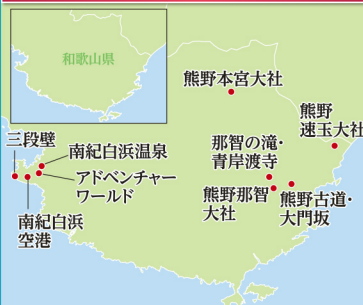 和歌山県
熊野本宮大社
熊野
速玉大社
那智の滝・
青岸渡寺
三段壁
南紀白浜温泉
アドベンチャー
ワールド
熊野那智
大社
熊野古道・
大門坂
南紀白浜
空港